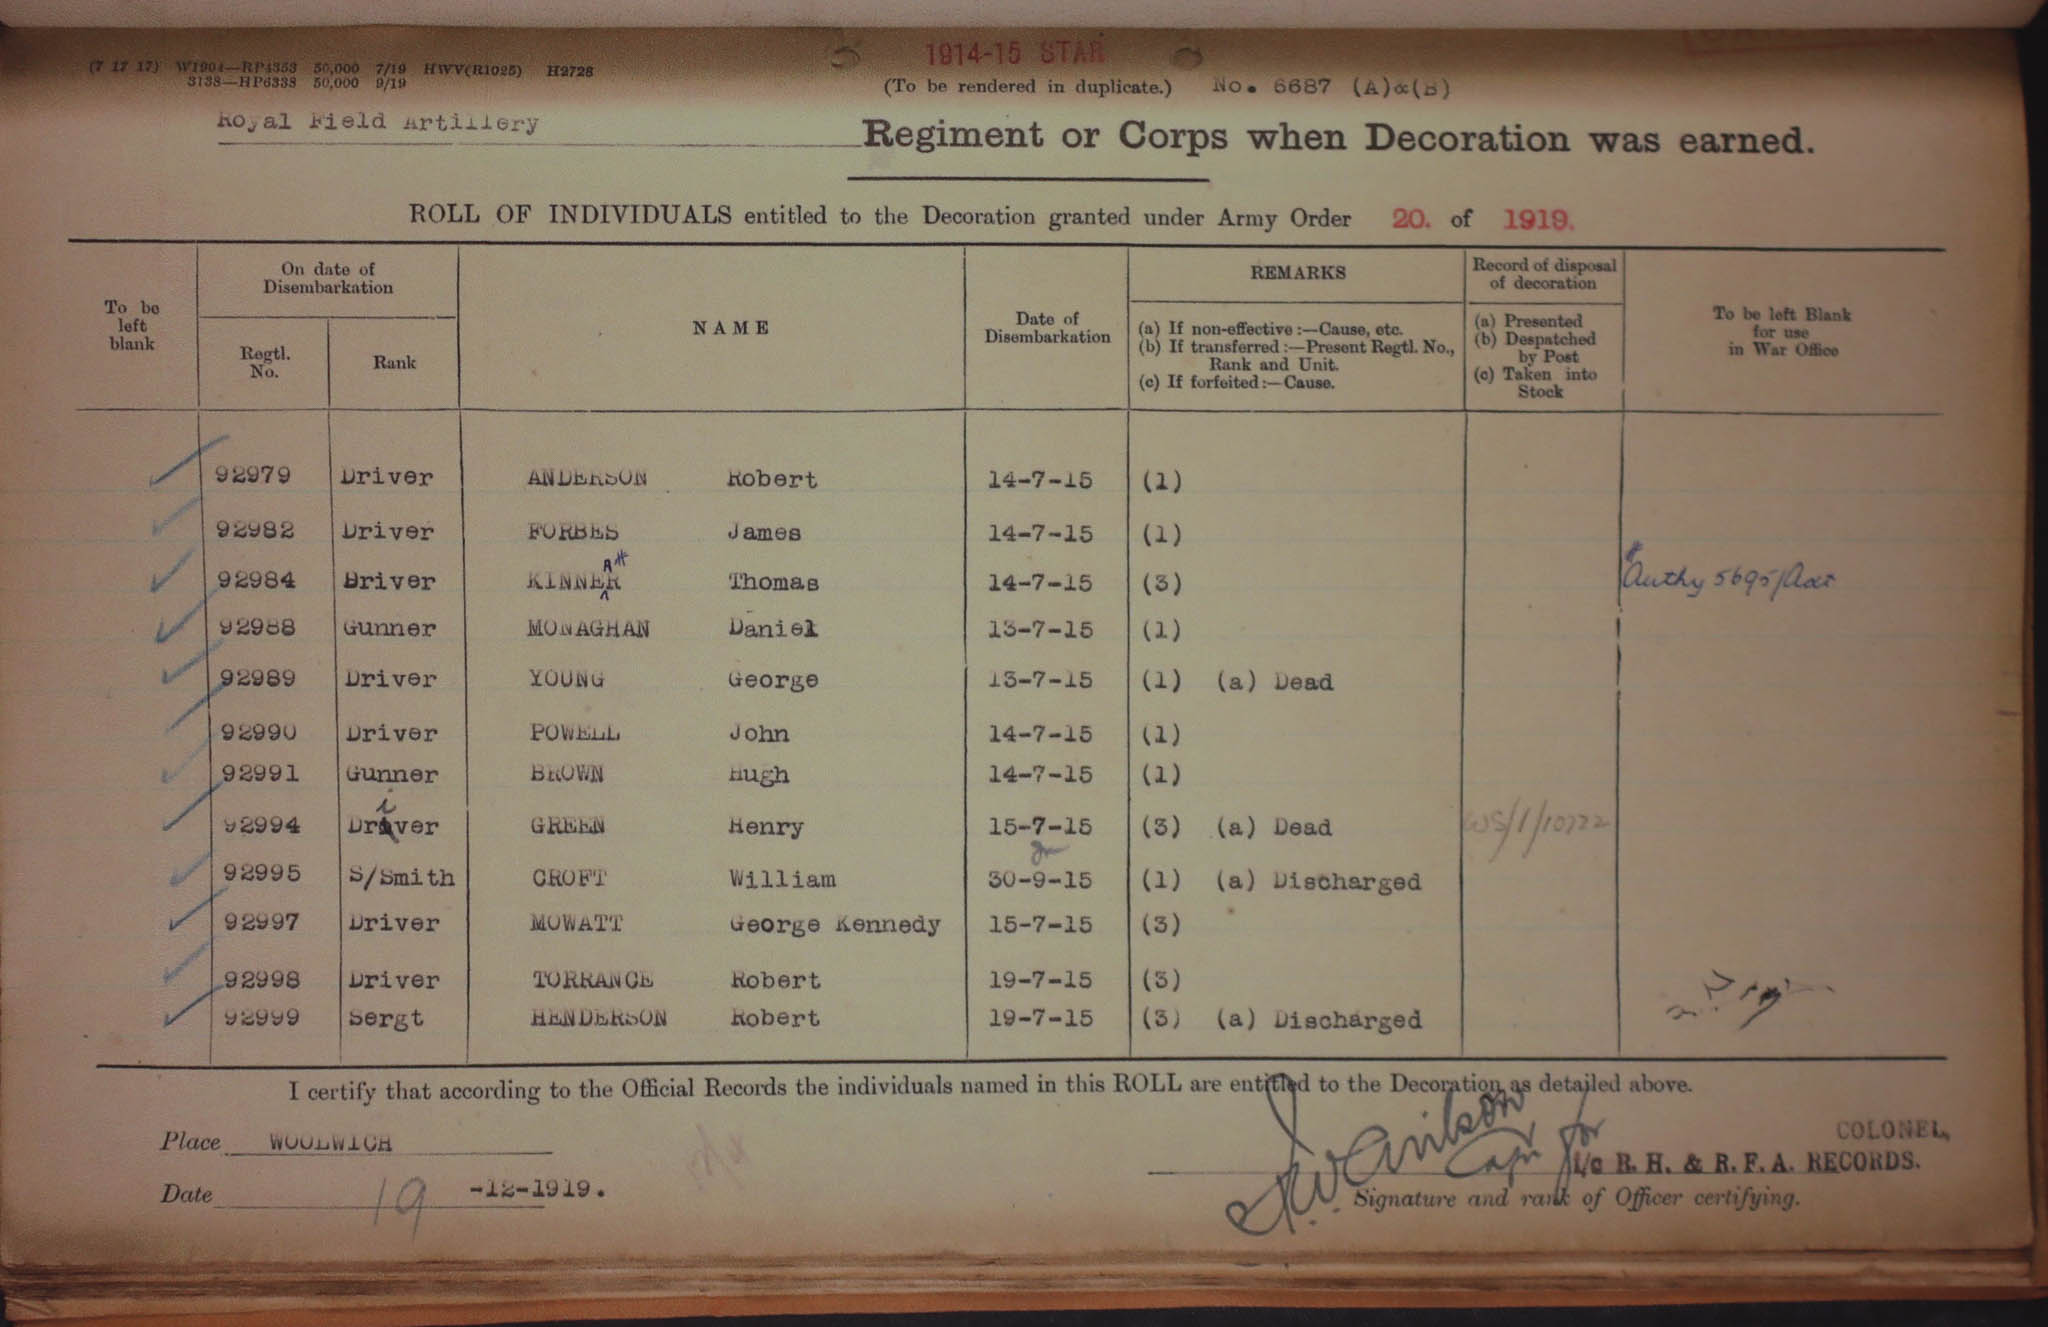 1914-15 STAR
(7 17 17) W1904—RP4353 50,000 7/19 HWV(R1025) H2728
3138—HP6338 50,000 9/19
(To be rendered in duplicate.) No. 6687 (A)&(B)
Royal Field Artillery Regiment or Corps when Decoration was earned.
ROLL OF INDIVIDUALS entitled to the Decoration granted under Army Order 20. of 1919.
To be left blank
On date of Disembarkation
Regtl. No.
Rank
NAME
Date of Disembarkation
REMARKS
(a) If non-effective:—Cause, etc.
(b) If transferred:—Present Regtl. No., Rank and Unit.
(c) If forfeited:—Cause.
Record of disposal of decoration
(a) Presented
(b) Despatched by Post
(c) Taken into Stock
To be left Blank for use in War Office
92979 Driver ANDERSON Robert 14-7-15 (1)
92982 Driver FORBES James 14-7-15 (1)
92984 Driver KINNEAR Thomas 14-7-15 (3) Authy 5695/
92988 Gunner MONAGHAN Daniel 13-7-15 (1)
92989 Driver YOUNG George 13-7-15 (1) (a) Dead
92990 Driver POWELL John 14-7-15 (1)
92991 Gunner BROWN Hugh 14-7-15 (1)
92994 Driver GREEN Henry 15-7-15 (3) (a) Dead
92995 S/Smith CROFT William 30-9-15 (1) (a) Discharged
92997 Driver MOWATT George Kennedy 15-7-15 (3)
92998 Driver TORRANCE Robert 19-7-15 (3)
92999 Sergt HENDERSON Robert 19-7-15 (3) (a) Discharged
I certify that according to the Official Records the individuals named in this ROLL are entitled to the Decoration as detailed above.
Place WOOLWICH
COLONEL,
Capt for i/c R. H. & R. F. A. RECORDS.
Date 19 -12-1919.
Signature and rank of Officer certifying.